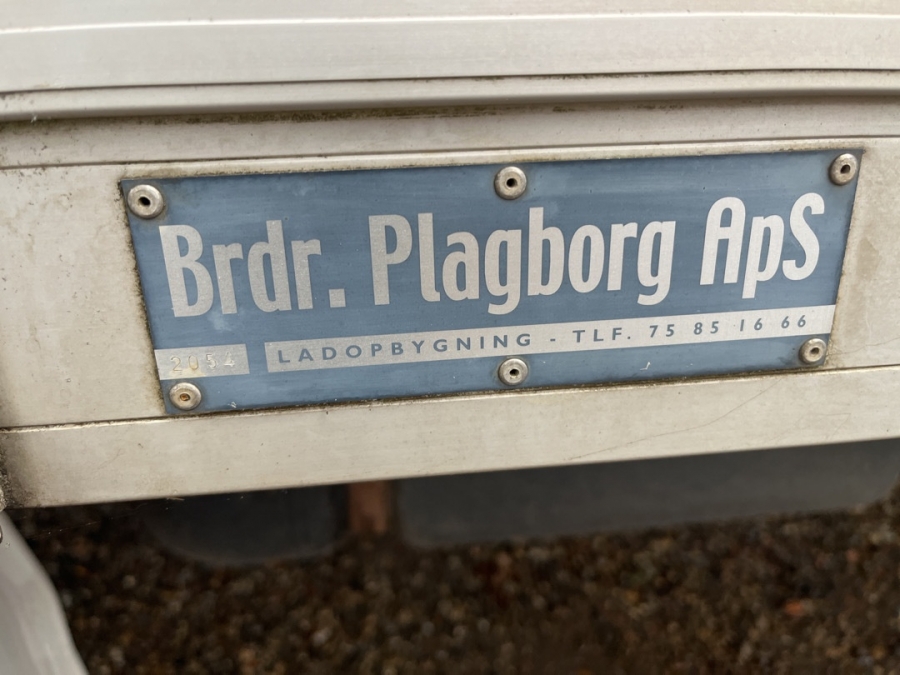 Brdr. Plagborg ApS
2054 LADOPBYGNING - TLF. 75 85 16 66